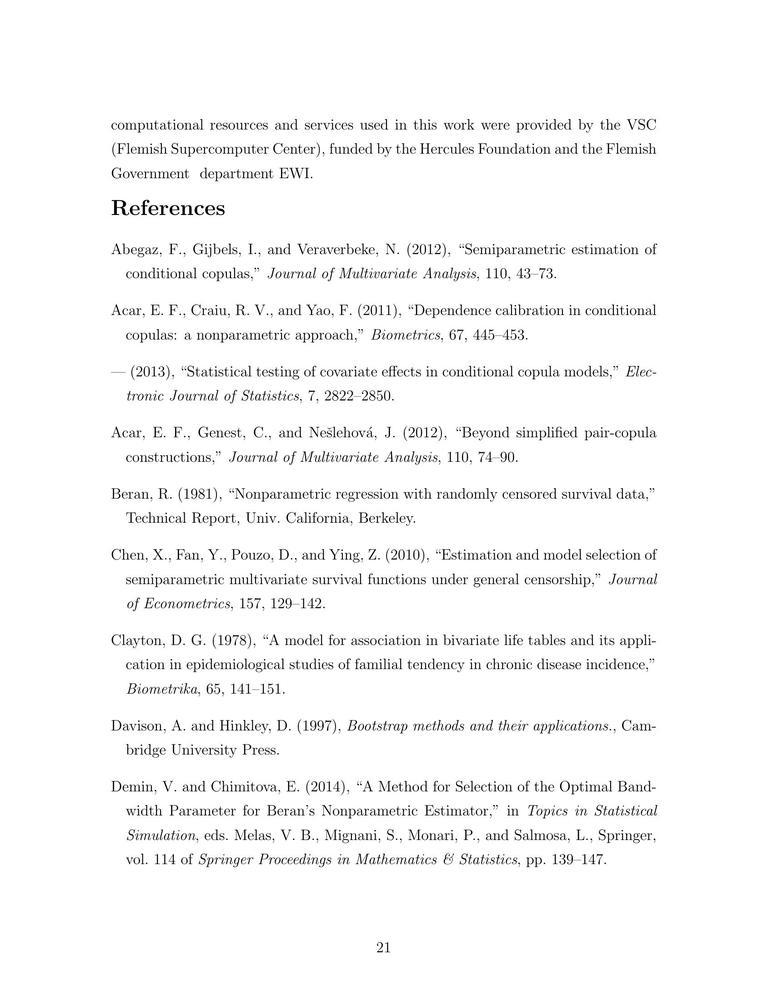 computational resources and services used in this work were provided by the VSC
(Flemish Supercomputer Center), funded by the Hercules Foundation and the Flemish
Government department EWI.
References
Abegaz, F., Gijbels, I., and Veraverbeke, N. (2012), “Semiparametric estimation of
conditional copulas,” Journal of Multivariate Analysis, 110, 43–73.
Acar, E. F., Craiu, R. V., and Yao, F. (2011), “Dependence calibration in conditional
copulas: a nonparametric approach,” Biometrics, 67, 445–453.
— (2013), “Statistical testing of covariate effects in conditional copula models,” Elec-
tronic Journal of Statistics, 7, 2822–2850.
Acar, E. F., Genest, C., and Nešlehová, J. (2012), “Beyond simplified pair-copula
constructions,” Journal of Multivariate Analysis, 110, 74–90.
Beran, R. (1981), “Nonparametric regression with randomly censored survival data,”
Technical Report, Univ. California, Berkeley.
Chen, X., Fan, Y., Pouzo, D., and Ying, Z. (2010), “Estimation and model selection of
semiparametric multivariate survival functions under general censorship,” Journal
of Econometrics, 157, 129–142.
Clayton, D. G. (1978), “A model for association in bivariate life tables and its appli-
cation in epidemiological studies of familial tendency in chronic disease incidence,”
Biometrika, 65, 141–151.
Davison, A. and Hinkley, D. (1997), Bootstrap methods and their applications., Cam-
bridge University Press.
Demin, V. and Chimitova, E. (2014), “A Method for Selection of the Optimal Band-
width Parameter for Beran’s Nonparametric Estimator,” in Topics in Statistical
Simulation, eds. Melas, V. B., Mignani, S., Monari, P., and Salmosa, L., Springer,
vol. 114 of Springer Proceedings in Mathematics & Statistics, pp. 139–147.
21